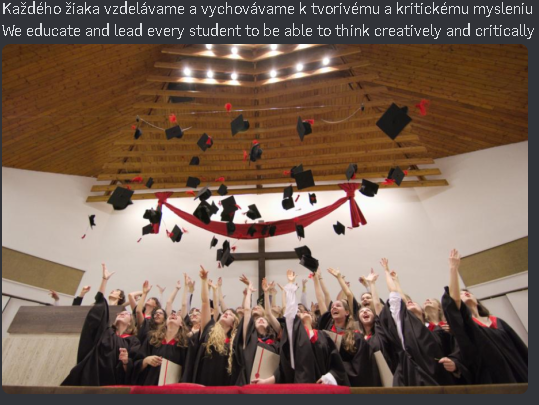 Každého žiaka vzdelávame a vychovávame k tvorivému a kritickému mysleniu
We educate and lead every student to be able to think creatively and critically